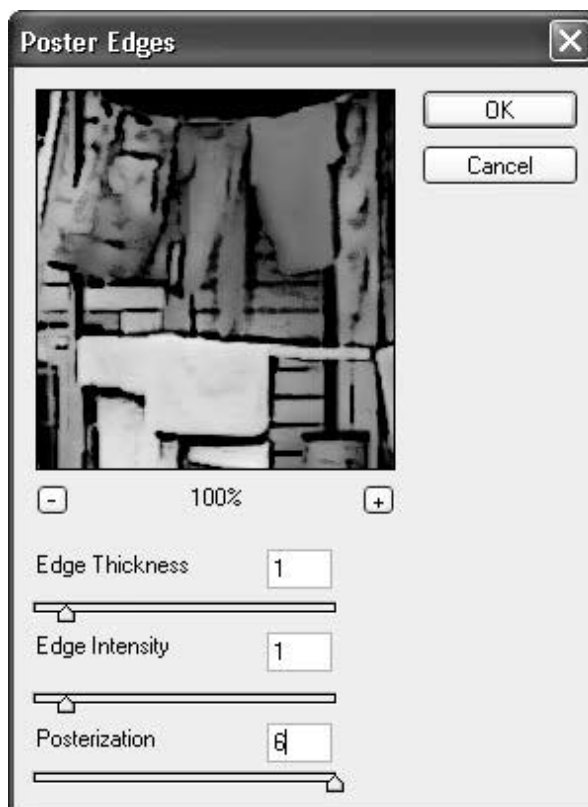 Poster Edges
OK
Cancel
- 100% +
Edge Thickness 1
Edge Intensity 1
Posterization 6